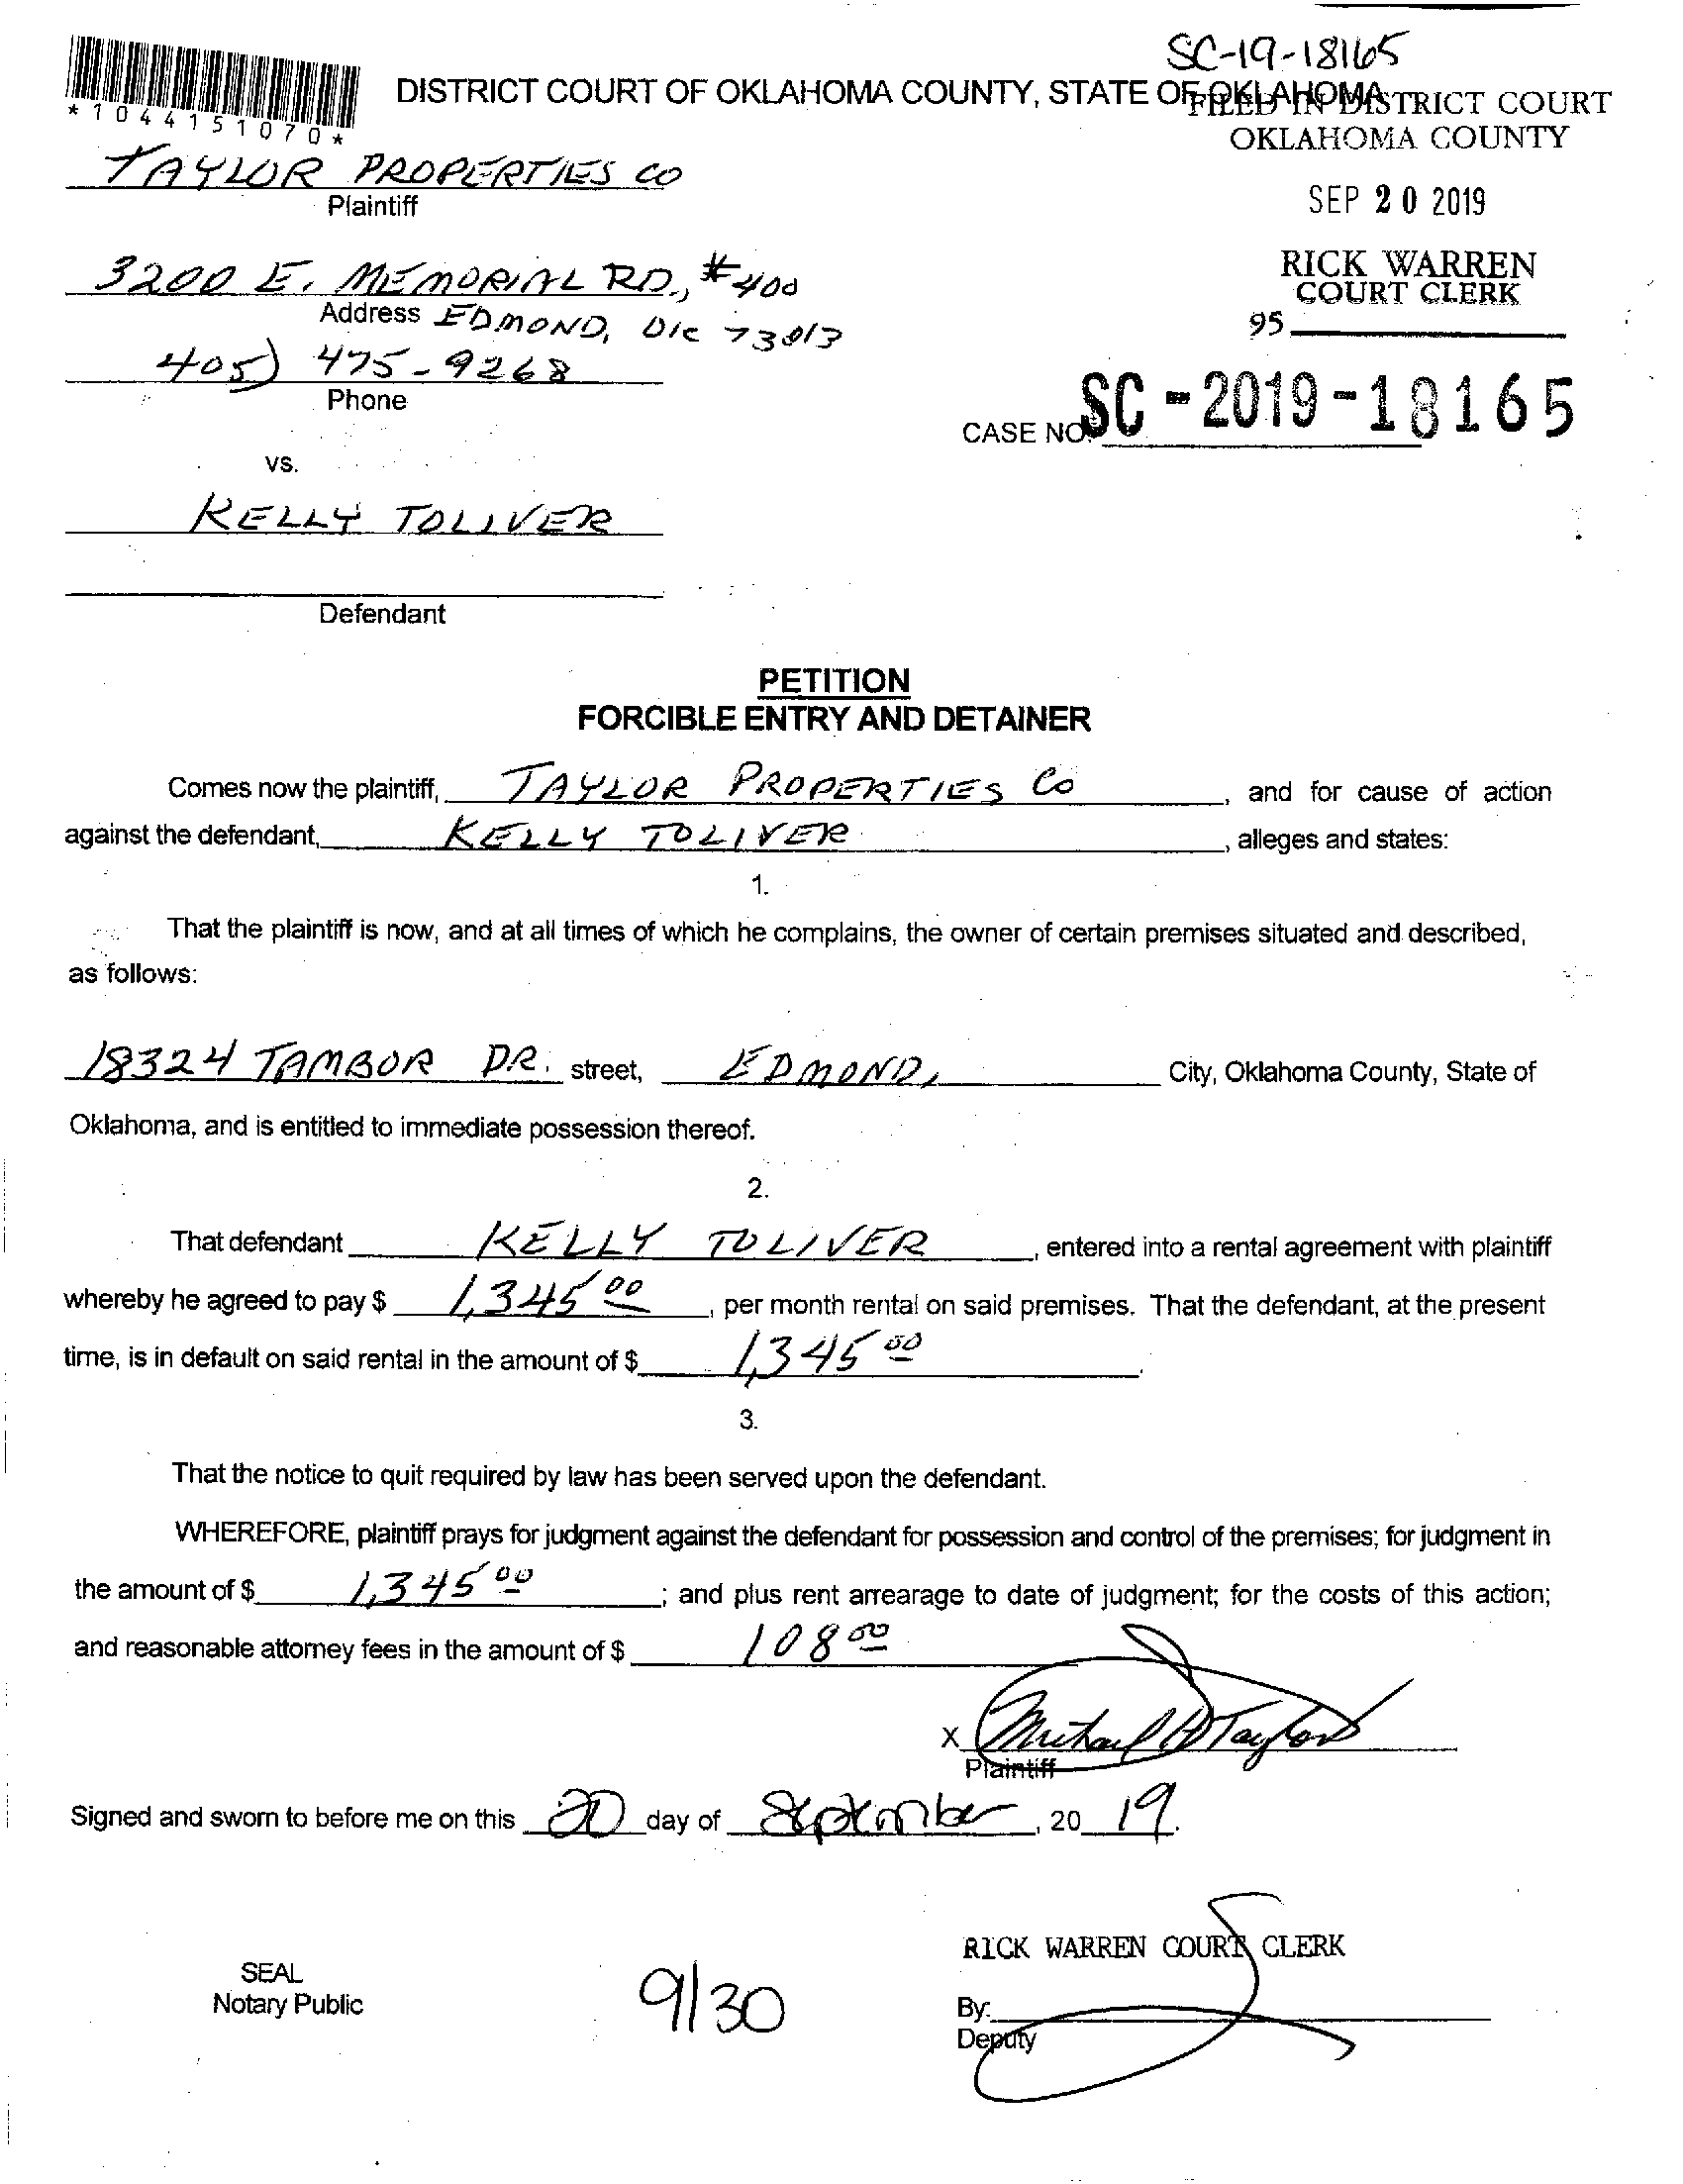 SC-19-18165
DISTRICT COURT OF OKLAHOMA COUNTY, STATE OF OKLAHOMA
FILED IN DISTRICT COURT
OKLAHOMA COUNTY
*1044151070*
TAYLOR PROPERTIES CO
Plaintiff
SEP 20 2019
3200 E. MEMORIAL RD., #400
RICK WARREN
COURT CLERK
Address EDMOND, OK 73013
95
405) 475-9268
Phone
CASE NO. SC-2019-18165
vs.
KELLY TOLIVER
Defendant
PETITION
FORCIBLE ENTRY AND DETAINER
Comes now the plaintiff, TAYLOR PROPERTIES Co, and for cause of action
against the defendant, KELLY TOLIVER, alleges and states:
1.
That the plaintiff is now, and at all times of which he complains, the owner of certain premises situated and described,
as follows:
18324 TAMBOR DR. street, EDMOND, City, Oklahoma County, State of
Oklahoma, and is entitled to immediate possession thereof.
2.
That defendant KELLY TOLIVER, entered into a rental agreement with plaintiff
whereby he agreed to pay $ 1,345 00, per month rental on said premises. That the defendant, at the present
time, is in default on said rental in the amount of $ 1,345 00.
3.
That the notice to quit required by law has been served upon the defendant.
WHEREFORE, plaintiff prays for judgment against the defendant for possession and control of the premises; for judgment in
the amount of $ 1,345 00; and plus rent arrearage to date of judgment; for the costs of this action;
and reasonable attorney fees in the amount of $ 108 00
X Michael D Taylor
Plaintiff
Signed and sworn to before me on this 20 day of September, 20 19.
RICK WARREN COURT CLERK
SEAL
Notary Public
9/30
By:
Deputy